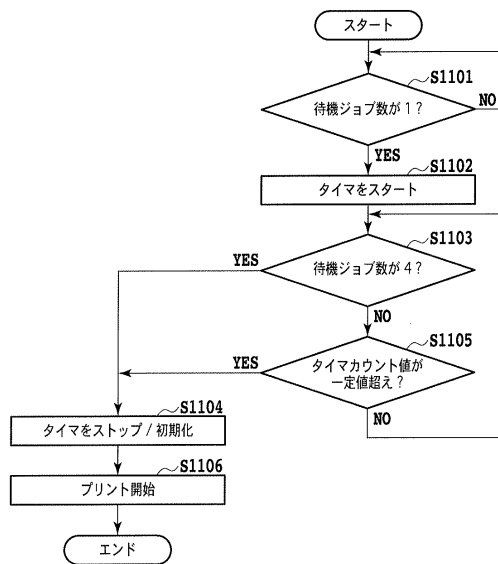 スタート
S1101
待機ジョブ数が 1 ?
NO
YES
S1102
タイマをスタート
S1103
待機ジョブ数が 4 ?
YES
NO
S1105
タイマカウント値が
一定値超え ?
YES
NO
S1104
タイマをストップ / 初期化
S1106
プリント開始
エンド